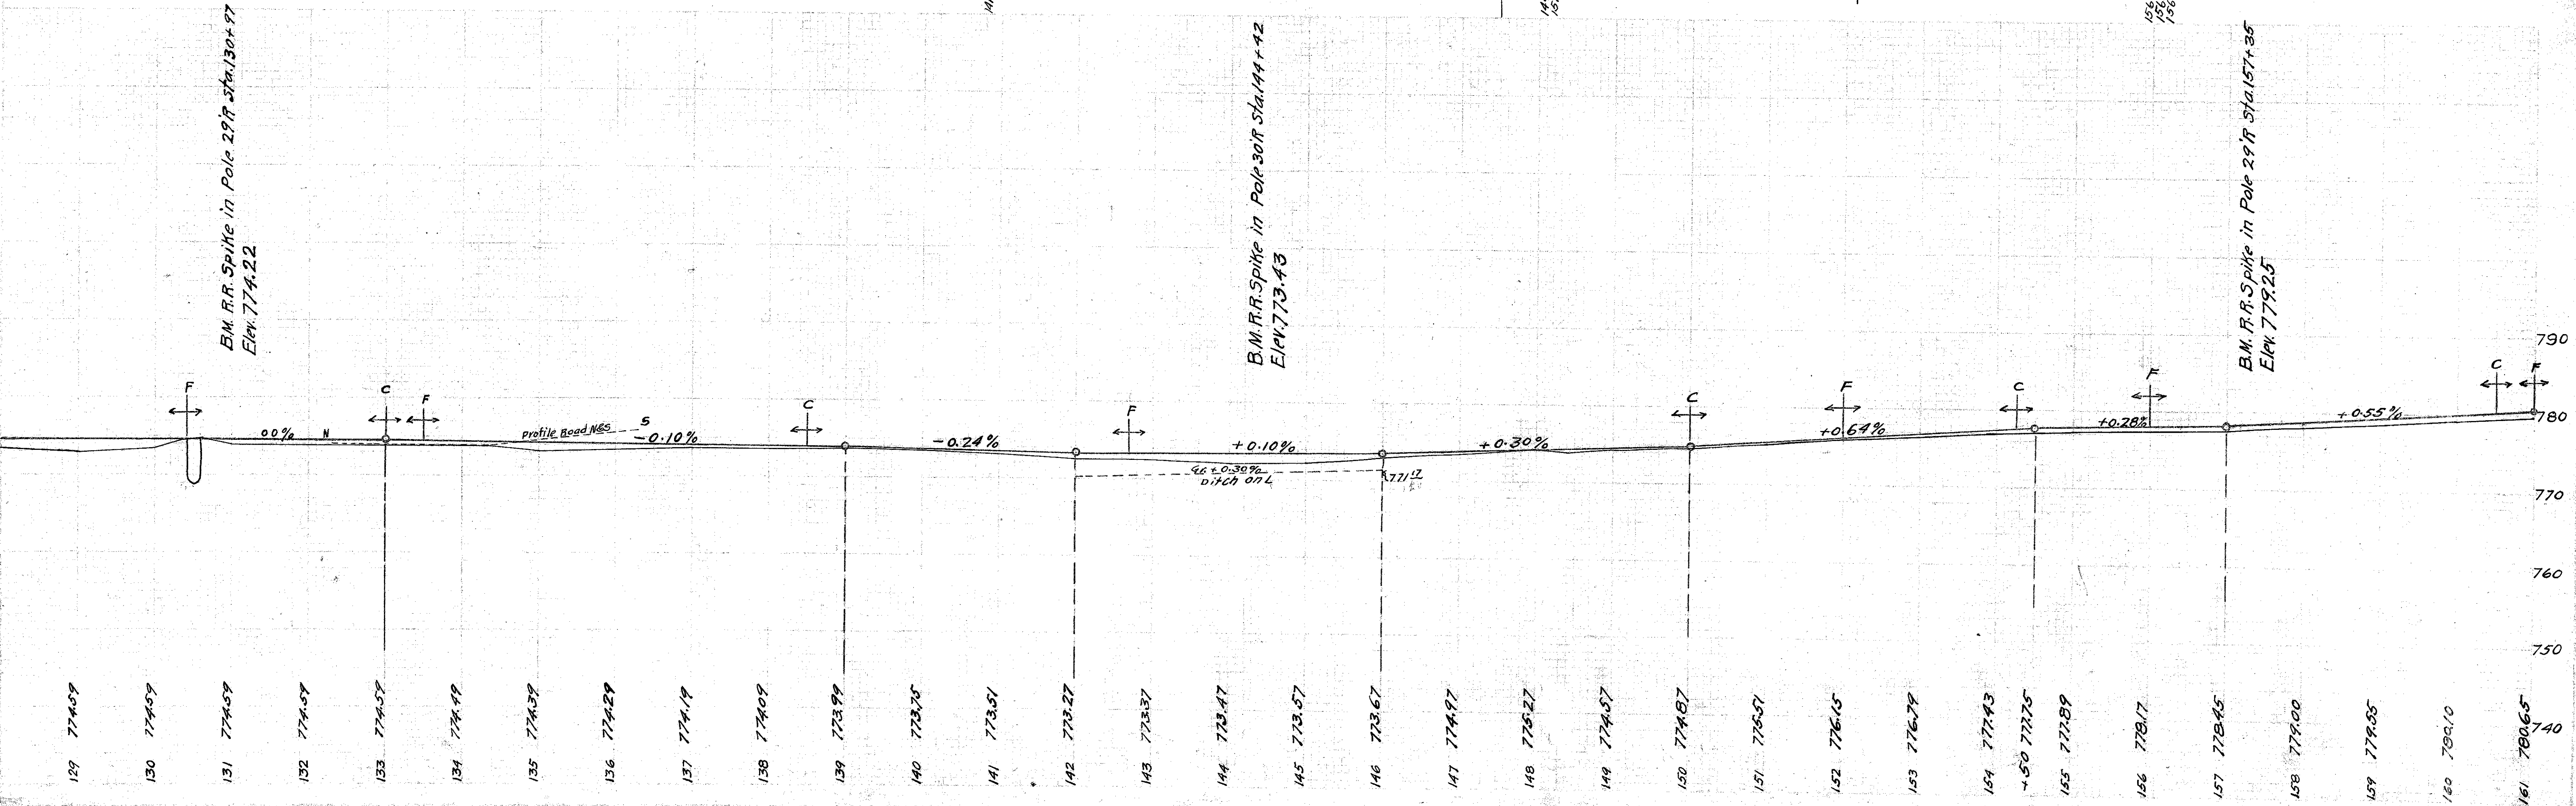 B.M. R.R. Spike in Pole 29'R Sta.130+97
Elev. 774.22
B.M. R.R. Spike in Pole 30'R Sta.144+42
Elev. 773.43
B.M. R.R. Spike in Pole 29'R Sta.157+35
Elev. 779.25
790
780
770
760
750
740
F
C
F
C
F
C
F
C
F
C
F
00%
N
profile Road N&S
S
-0.10%
-0.24%
+0.10%
+0.30%
+0.64%
+0.28%
+0.55%
Gr. +0.30%
Ditch on L
771.17
129 774.59
130 774.59
131 774.59
132 774.59
133 774.59
134 774.49
135 774.39
136 774.29
137 774.19
138 774.09
139 773.99
140 773.75
141 773.51
142 773.27
143 773.37
144 773.47
145 773.57
146 773.67
147 774.97
148 775.27
149 774.57
150 774.87
151 775.51
152 776.15
153 776.79
154 777.43
+50 777.75
155 777.89
156 778.17
157 778.45
158 779.00
159 779.55
160 780.10
161 780.65